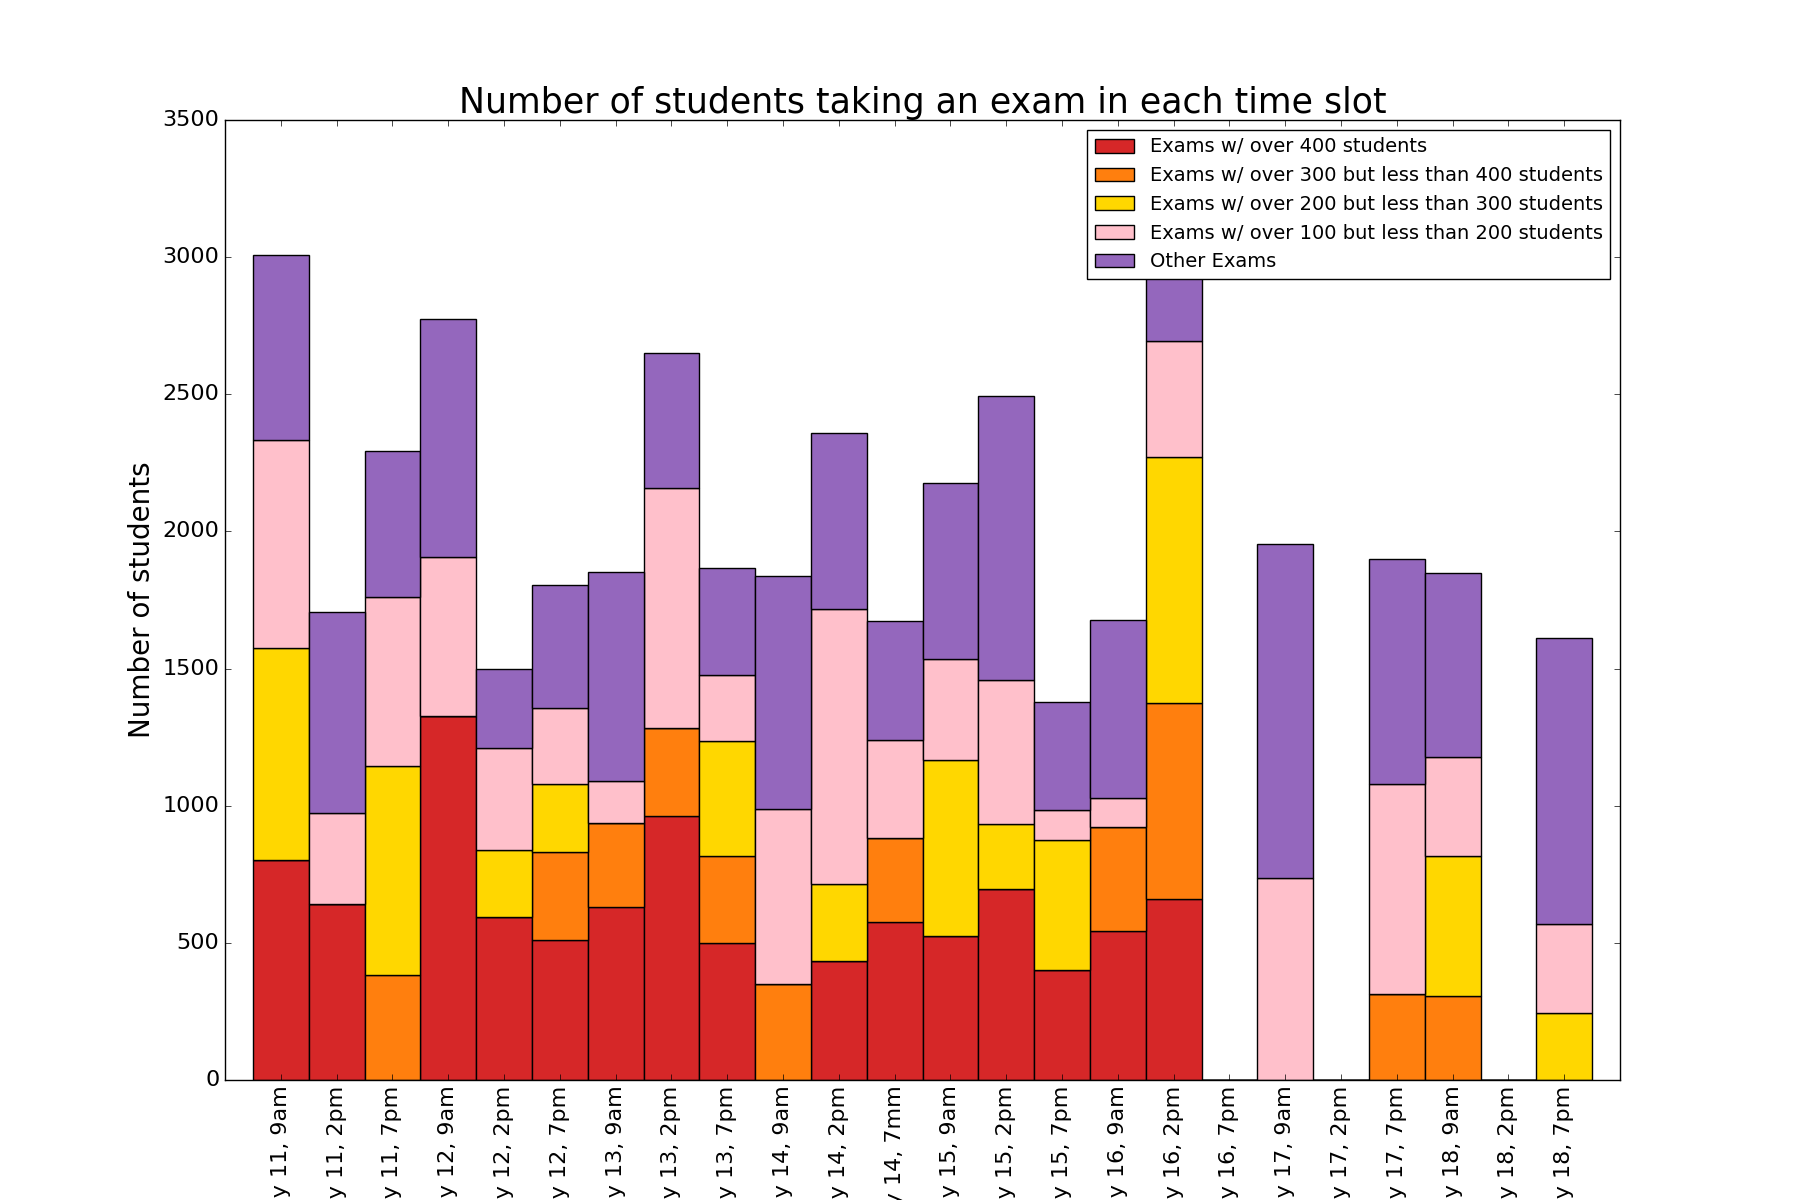 Number of students taking an exam in each time slot
3500
3000
2500
2000
1500
1000
500
0
Number of students
Exams w/ over 400 students
Exams w/ over 300 but less than 400 students
Exams w/ over 200 but less than 300 students
Exams w/ over 100 but less than 200 students
Other Exams
y 11, 9am
y 11, 2pm
y 11, 7pm
y 12, 9am
y 12, 2pm
y 12, 7pm
y 13, 9am
y 13, 2pm
y 13, 7pm
y 14, 9am
y 14, 2pm
y 14, 7mm
y 15, 9am
y 15, 2pm
y 15, 7pm
y 16, 9am
y 16, 2pm
y 16, 7pm
y 17, 9am
y 17, 2pm
y 17, 7pm
y 18, 9am
y 18, 2pm
y 18, 7pm